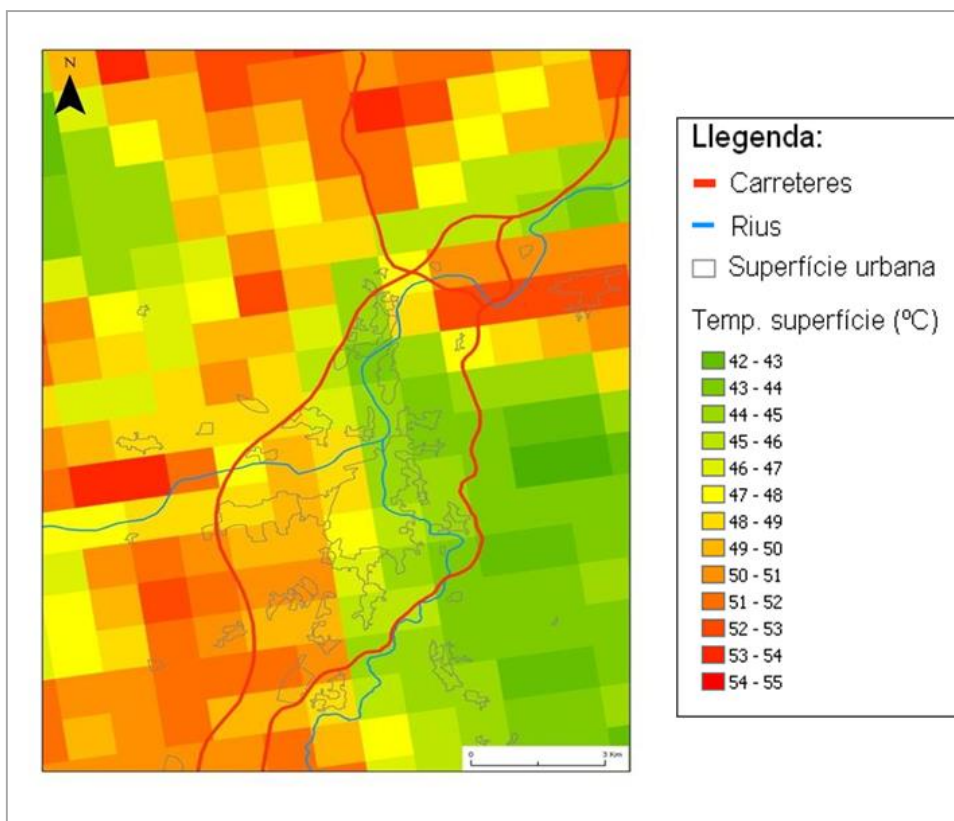 N
Llegenda:
Carreteres
Rius
Superfície urbana
Temp. superfície (ºC)
42 - 43
43 - 44
44 - 45
45 - 46
46 - 47
47 - 48
48 - 49
49 - 50
50 - 51
51 - 52
52 - 53
53 - 54
54 - 55
0 3 Km